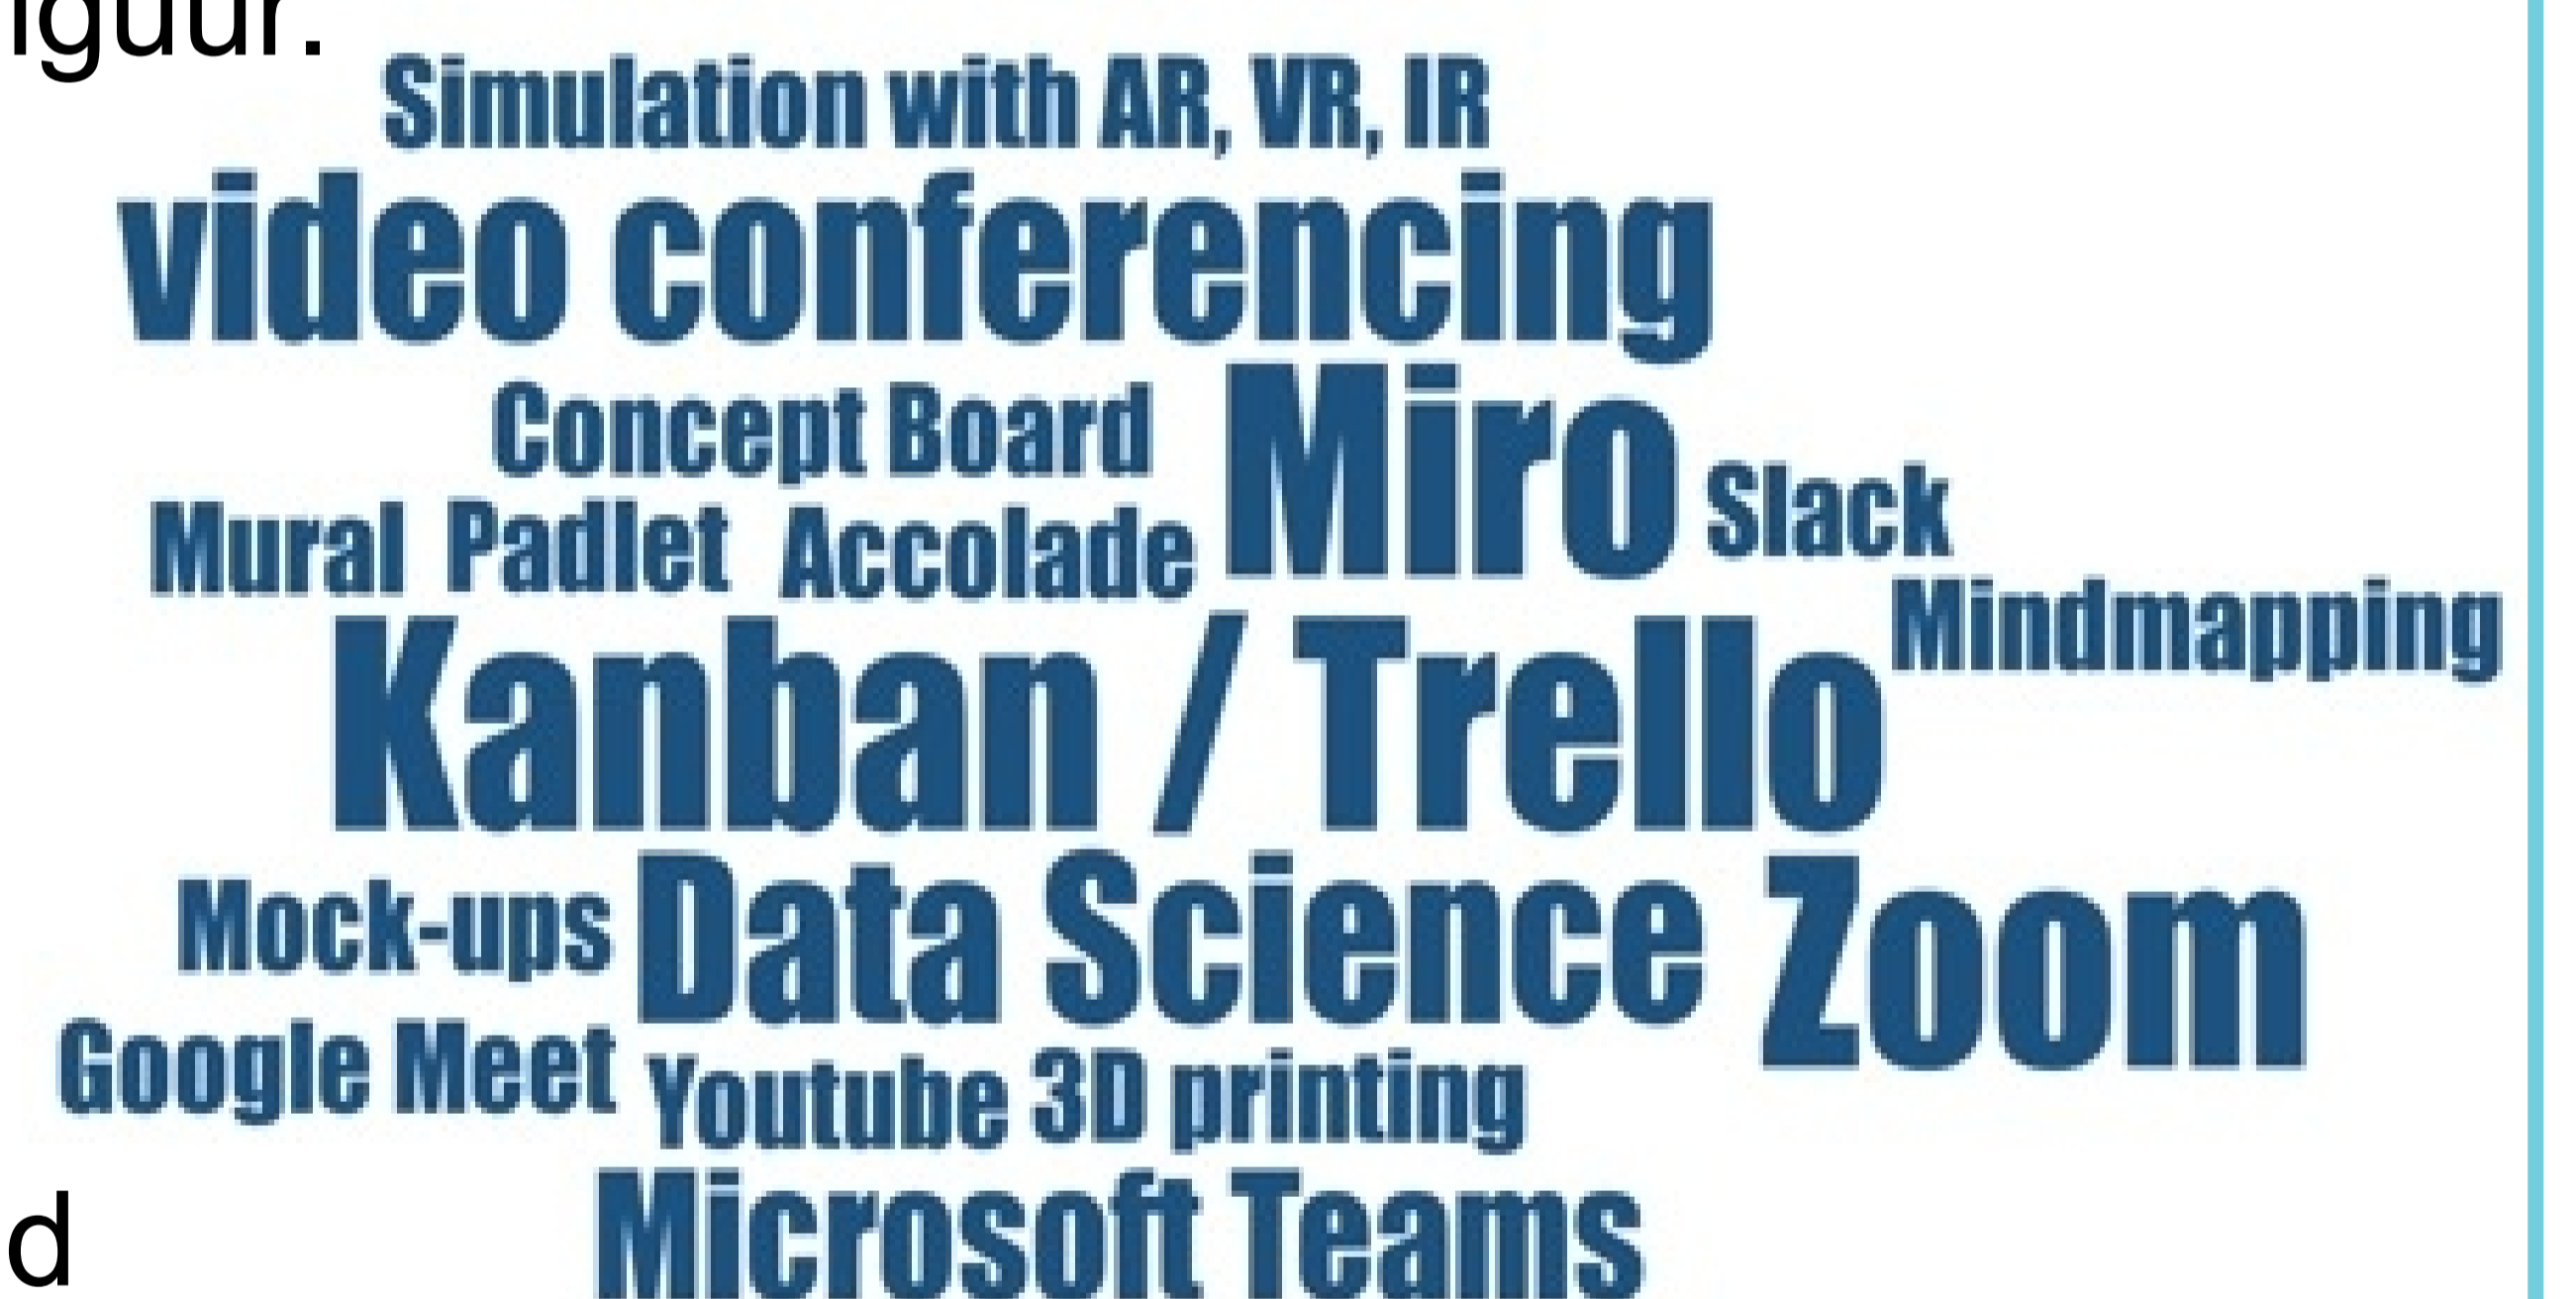 iguur.
Simulation with AR, VR, IR
video conferencing
Concept Board Miro Slack
Mural Padlet Accolade
Mindmapping
Kanban / Trello
Mock-ups Data Science Zoom
Google Meet Youtube 3D printing
Microsoft Teams
d